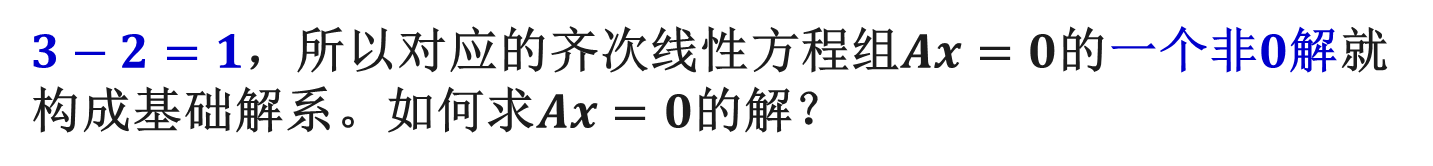 3 − 2 = 1，所以对应的齐次线性方程组Ax = 0的一个非0解就
构成基础解系。如何求Ax = 0的解？